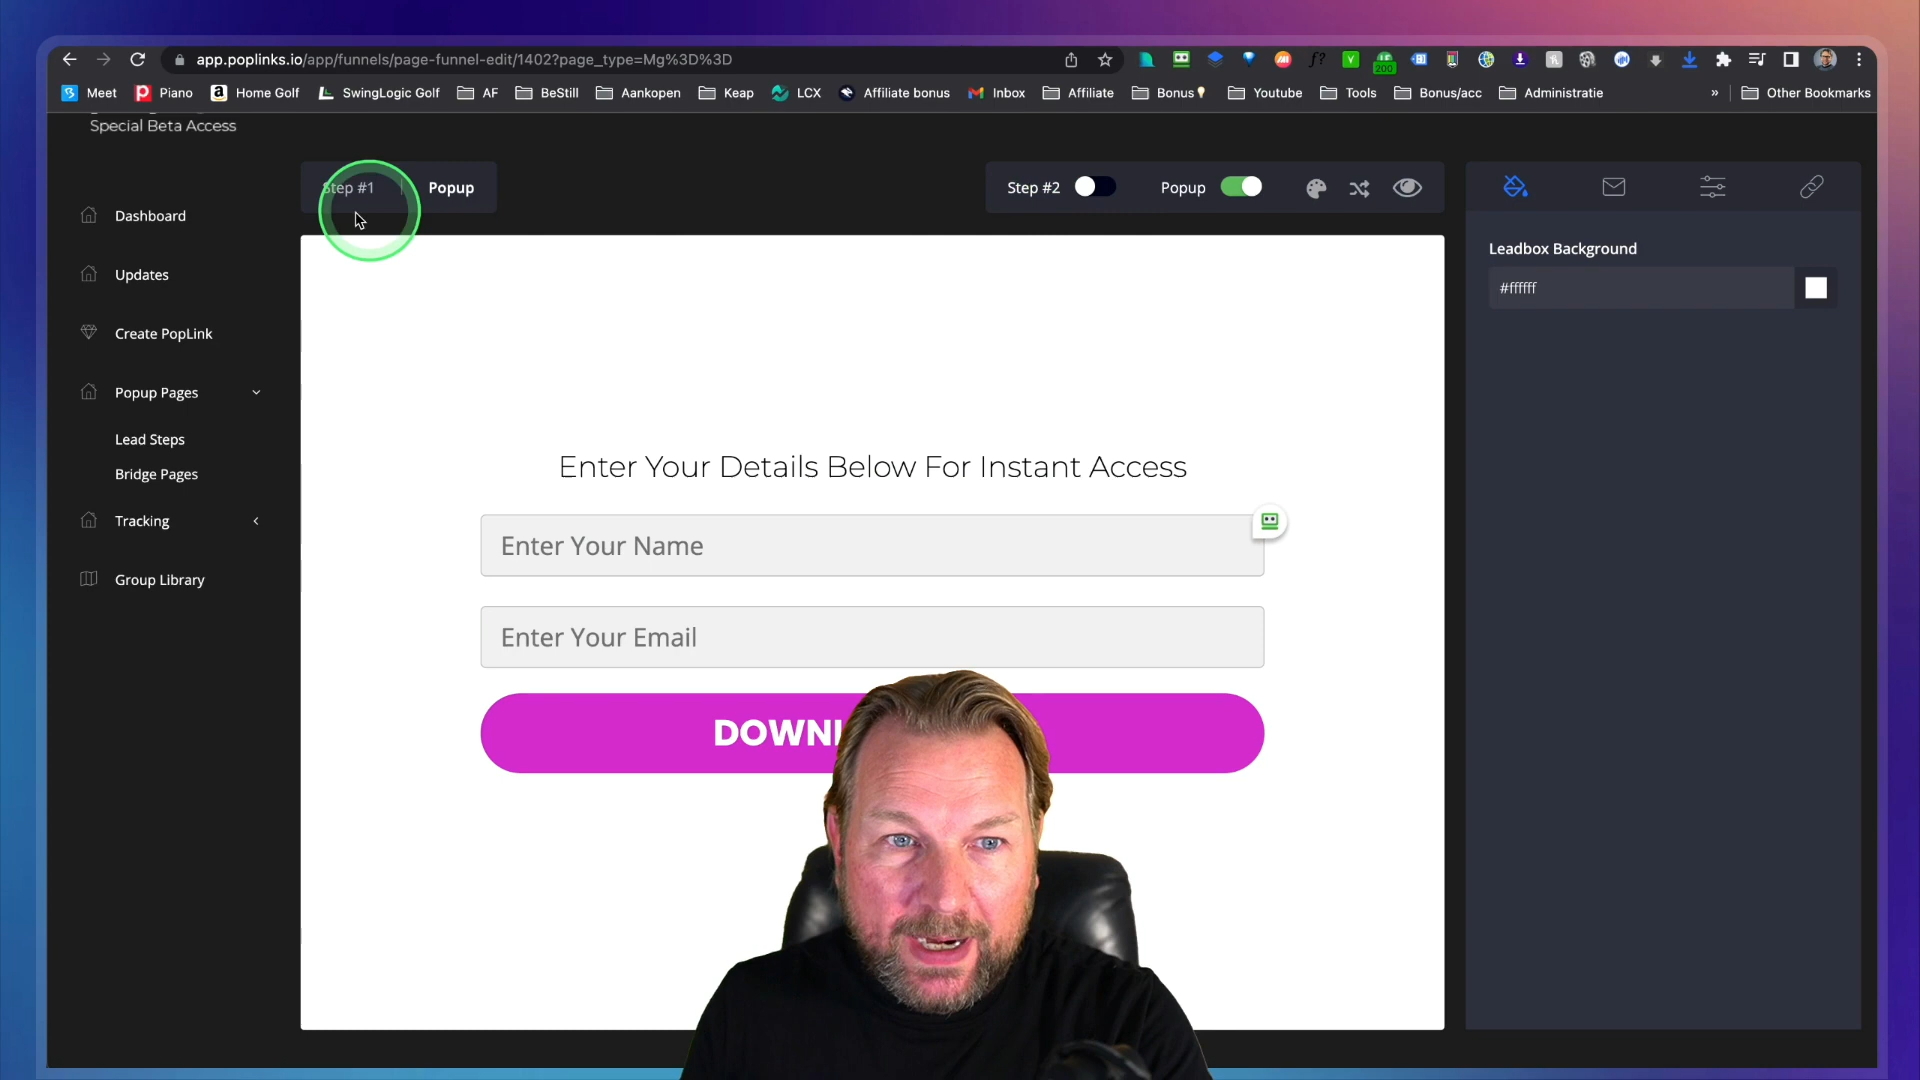 app.poplinks.io/app/funnels/page-funnel-edit/1402?page_type=Mg%3D%3D
200
Meet Piano Home Golf SwingLogic Golf AF BeStill Aankopen Keap LCX Affiliate bonus Inbox Affiliate Bonus Youtube Tools Bonus/acc Administratie » Other Bookmarks
Special Beta Access
Step #1 | Popup
Step #2 Popup
Dashboard
Updates
Create PopLink
Popup Pages
Lead Steps
Bridge Pages
Tracking
Group Library
Enter Your Details Below For Instant Access
Enter Your Name
Enter Your Email
Leadbox Background
#ffffff